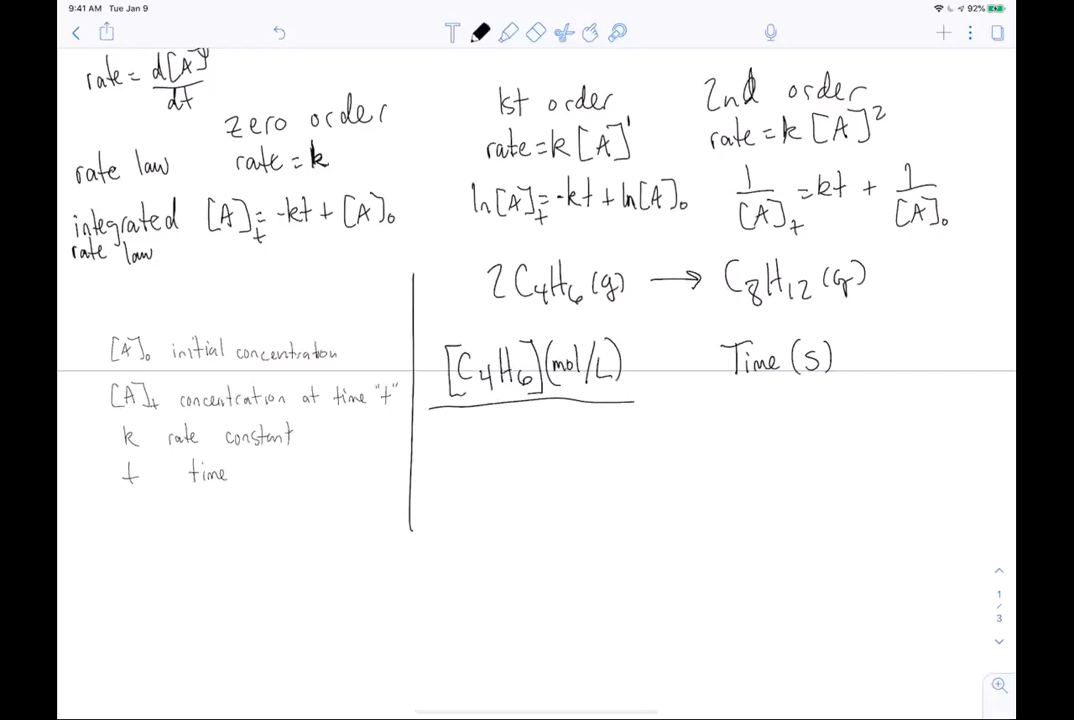 9:41 AM Tue Jan 9
92%
rate = d[A]/dt
zero order
1st order
2nd order
rate law
rate = k
rate = k[A]¹
rate = k[A]²
integrated rate law
[A]ₜ = -kt + [A]₀
ln[A]ₜ = -kt + ln[A]₀
1/[A]ₜ = kt + 1/[A]₀
2C₄H₆(g) → C₈H₁₂(g)
[A]₀ initial concentration
[A]ₜ concentration at time "t"
k rate constant
t time
[C₄H₆](mol/L)
Time (s)
1
/
3